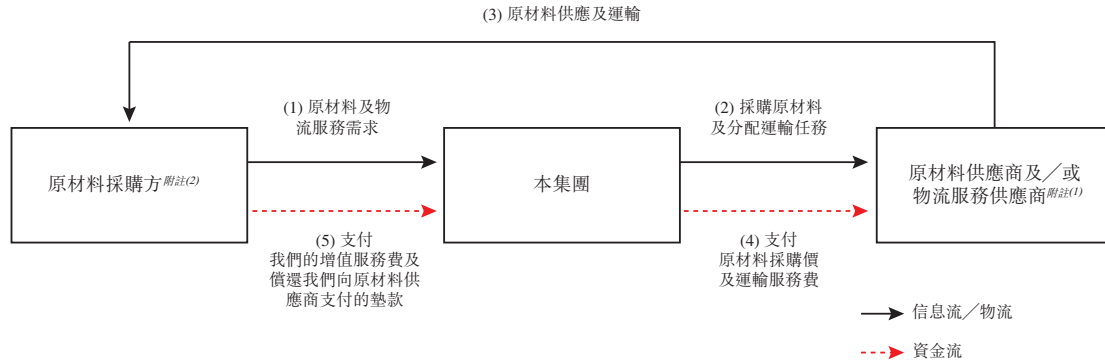 (3) 原材料供應及運輸
(1) 原材料及物
流服務需求
(2) 採購原材料
及分配運輸任務
原材料採購方附註(2)
本集團
原材料供應商及／或
物流服務供應商附註(1)
(5) 支付
我們的增值服務費及
償還我們向原材料供
應商支付的墊款
(4) 支付
原材料採購價
及運輸服務費
信息流／物流
資金流